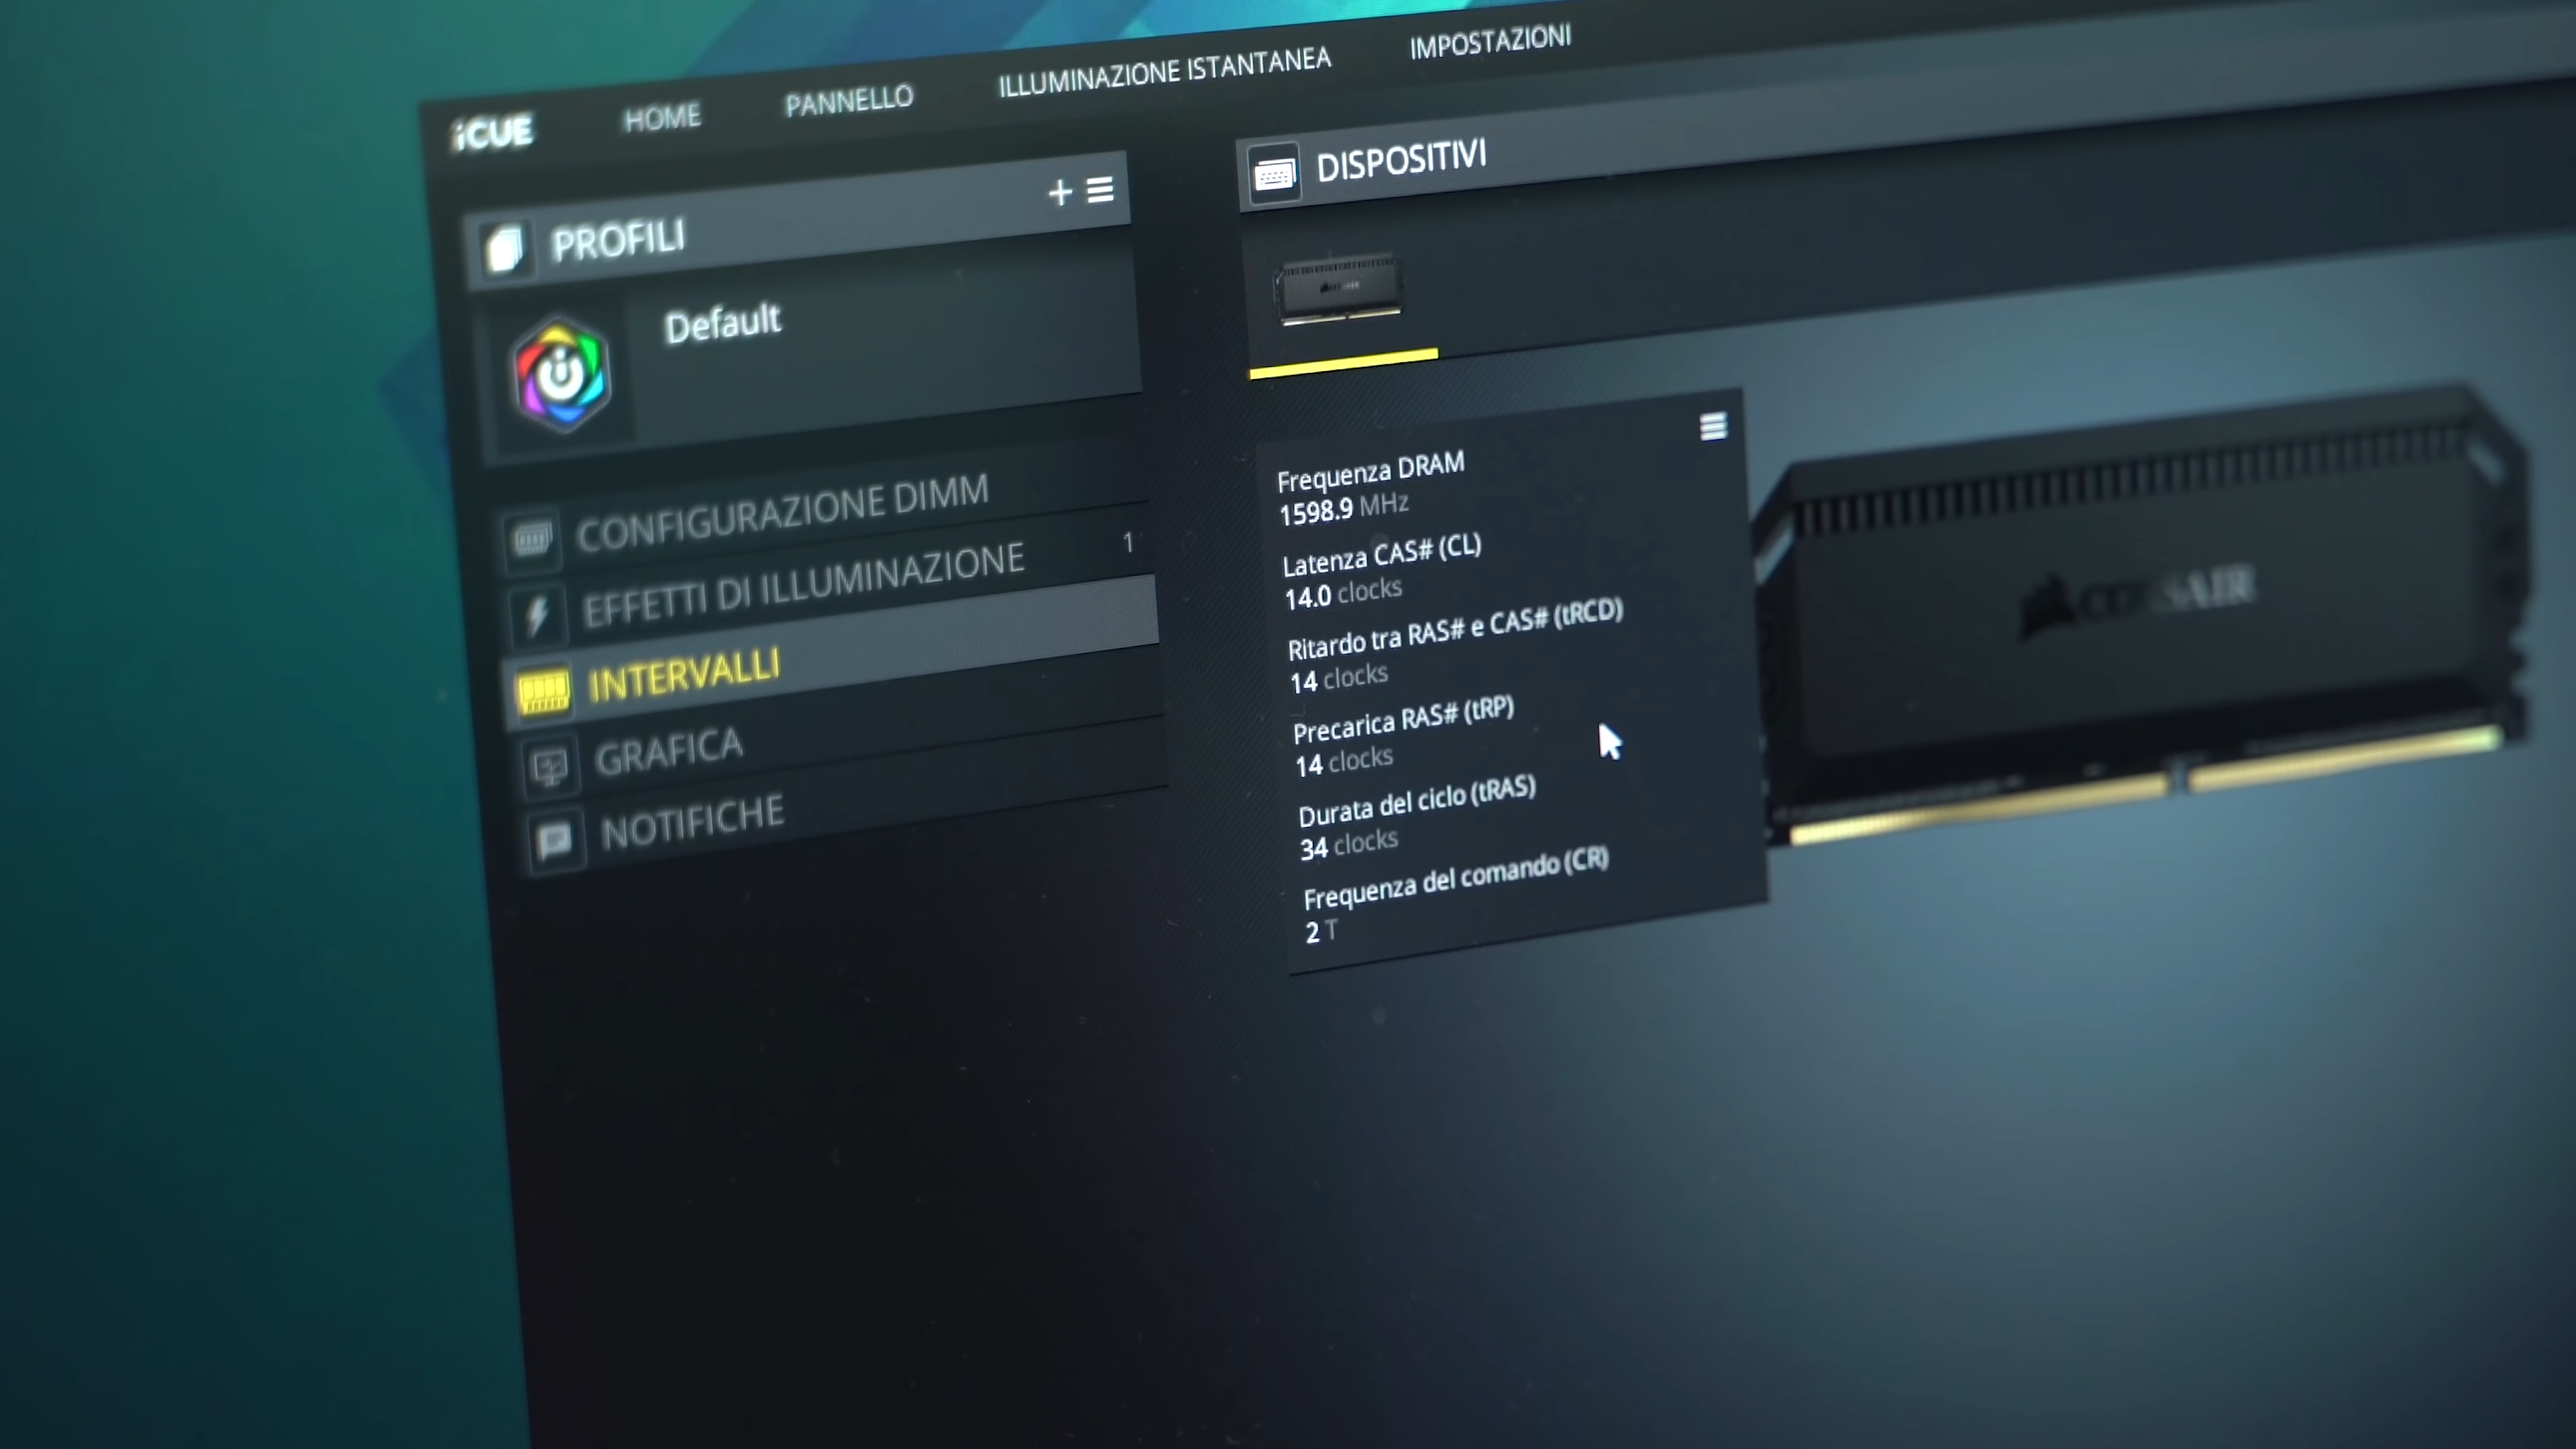 iCUE
HOME
PANNELLO
ILLUMINAZIONE ISTANTANEA
IMPOSTAZIONI
PROFILI
Default
CONFIGURAZIONE DIMM
EFFETTI DI ILLUMINAZIONE
1
INTERVALLI
GRAFICA
NOTIFICHE
DISPOSITIVI
Frequenza DRAM
1598.9 MHz
Latenza CAS# (CL)
14.0 clocks
Ritardo tra RAS# e CAS# (tRCD)
14 clocks
Precarica RAS# (tRP)
14 clocks
Durata del ciclo (tRAS)
34 clocks
Frequenza del comando (CR)
2 T
CORSAIR